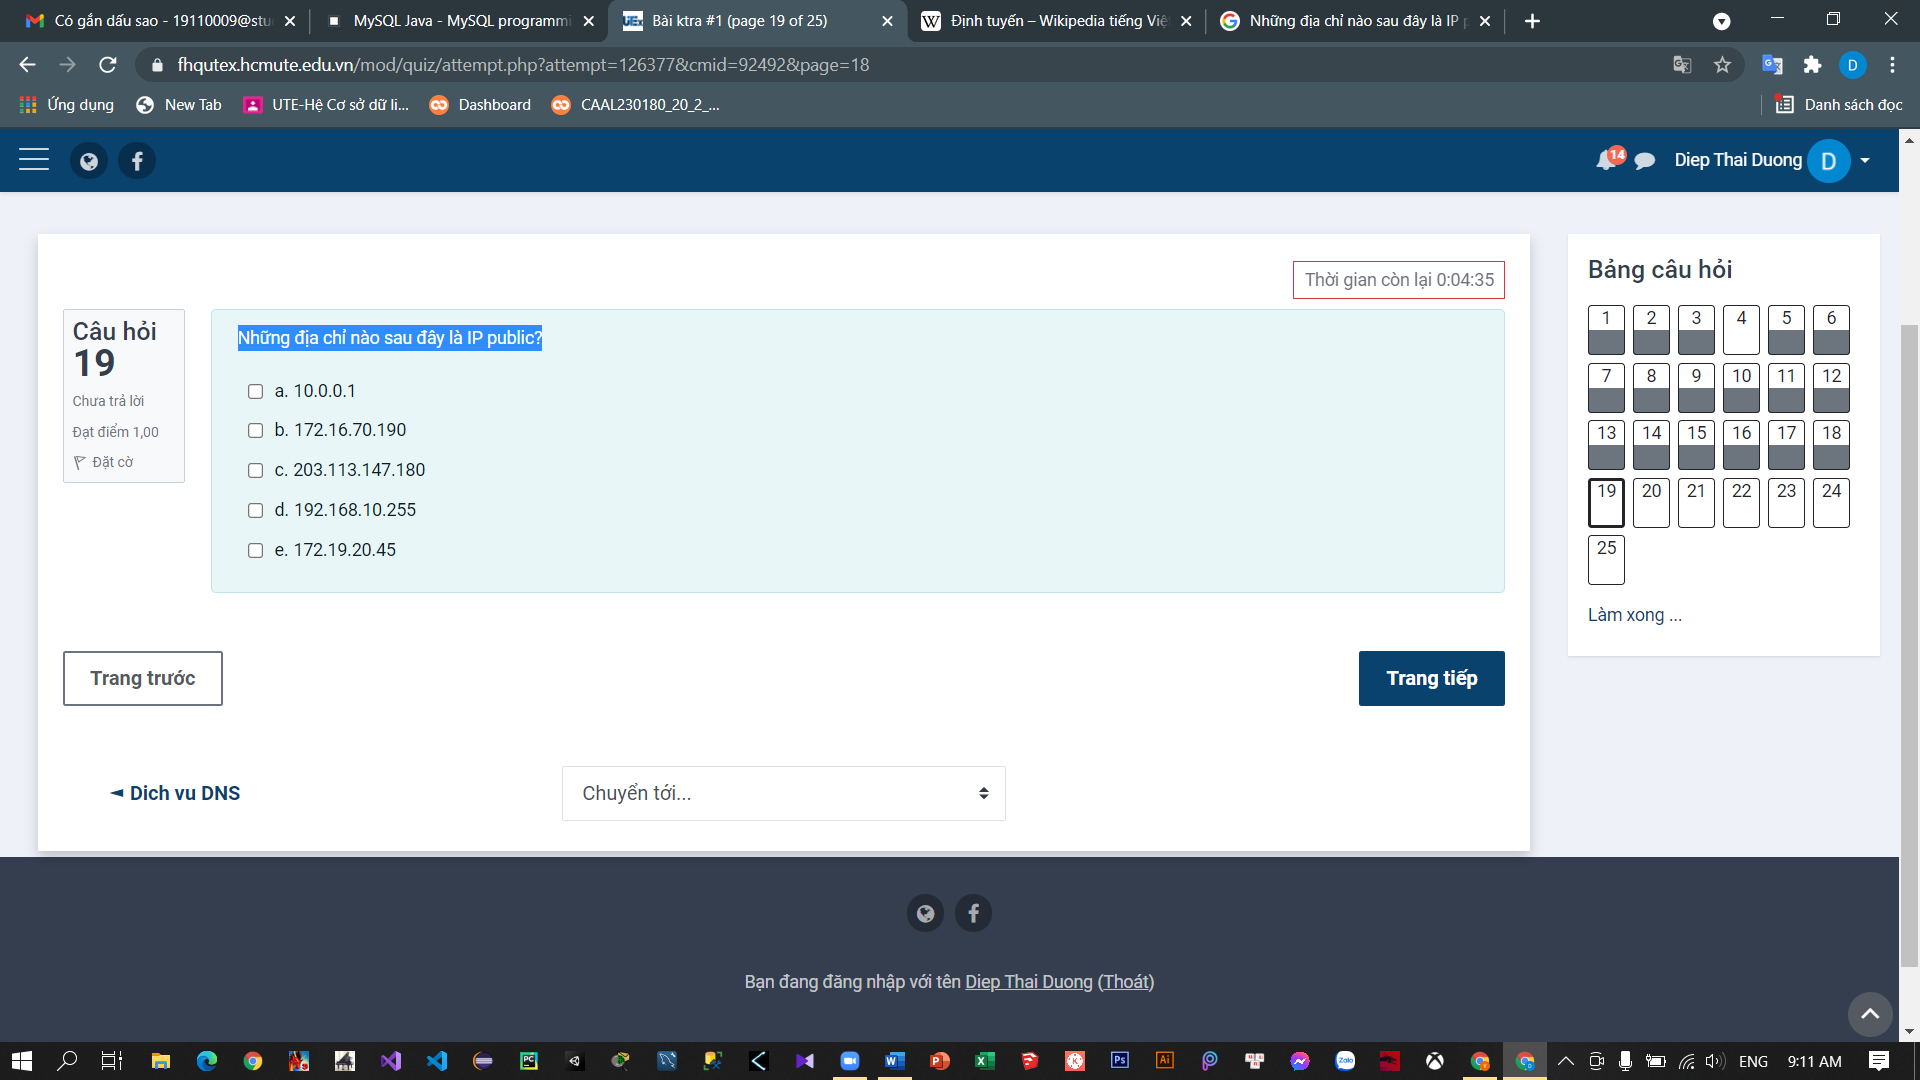 Có gắn dấu sao - 19110009@stu
MySQL Java - MySQL programmi
Bài ktra #1 (page 19 of 25)
Định tuyến – Wikipedia tiếng Việ
Những địa chỉ nào sau đây là IP p
fhqutex.hcmute.edu.vn/mod/quiz/attempt.php?attempt=126377&cmid=92492&page=18
D
Ứng dụng
New Tab
UTE-Hệ Cơ sở dữ li...
Dashboard
CAAL230180_20_2_...
Danh sách đọc
14
Diep Thai Duong
D
Thời gian còn lại 0:04:35
Câu hỏi
19
Chưa trả lời
Đạt điểm 1,00
Đặt cờ
Những địa chỉ nào sau đây là IP public?
a. 10.0.0.1
b. 172.16.70.190
c. 203.113.147.180
d. 192.168.10.255
e. 172.19.20.45
Trang trước
Trang tiếp
◄ Dich vu DNS
Chuyển tới...
Bảng câu hỏi
1 2 3 4 5 6
7 8 9 10 11 12
13 14 15 16 17 18
19 20 21 22 23 24
25
Làm xong ...
Bạn đang đăng nhập với tên Diep Thai Duong (Thoát)
ENG
9:11 AM